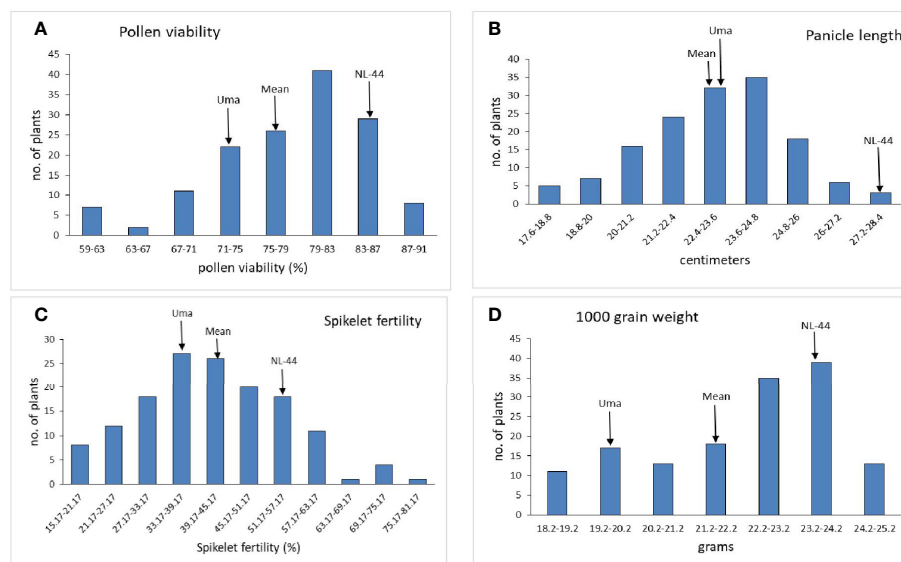 A
Pollen viability
no. of plants
45
40
35
30
25
20
15
10
5
0
Uma
Mean
NL-44
59-63 63-67 67-71 71-75 75-79 79-83 83-87 87-91
pollen viability (%)
B
Panicle length
no. of plants
40
35
30
25
20
15
10
5
0
Uma
Mean
NL-44
17.6-18.8 18.8-20 20-21.2 21.2-22.4 22.4-23.6 23.6-24.8 24.8-26 26-27.2 27.2-28.4
centimeters
C
Spikelet fertility
no. of plants
30
25
20
15
10
5
0
Uma
Mean
NL-44
15.17-21.17 21.17-27.17 27.17-33.17 33.17-39.17 39.17-45.17 45.17-51.17 51.17-57.17 57.17-63.17 63.17-69.17 69.17-75.17 75.17-81.17
Spikelet fertility (%)
D
1000 grain weight
no. of plants
45
40
35
30
25
20
15
10
5
0
Uma
Mean
NL-44
18.2-19.2 19.2-20.2 20.2-21.2 21.2-22.2 22.2-23.2 23.2-24.2 24.2-25.2
grams